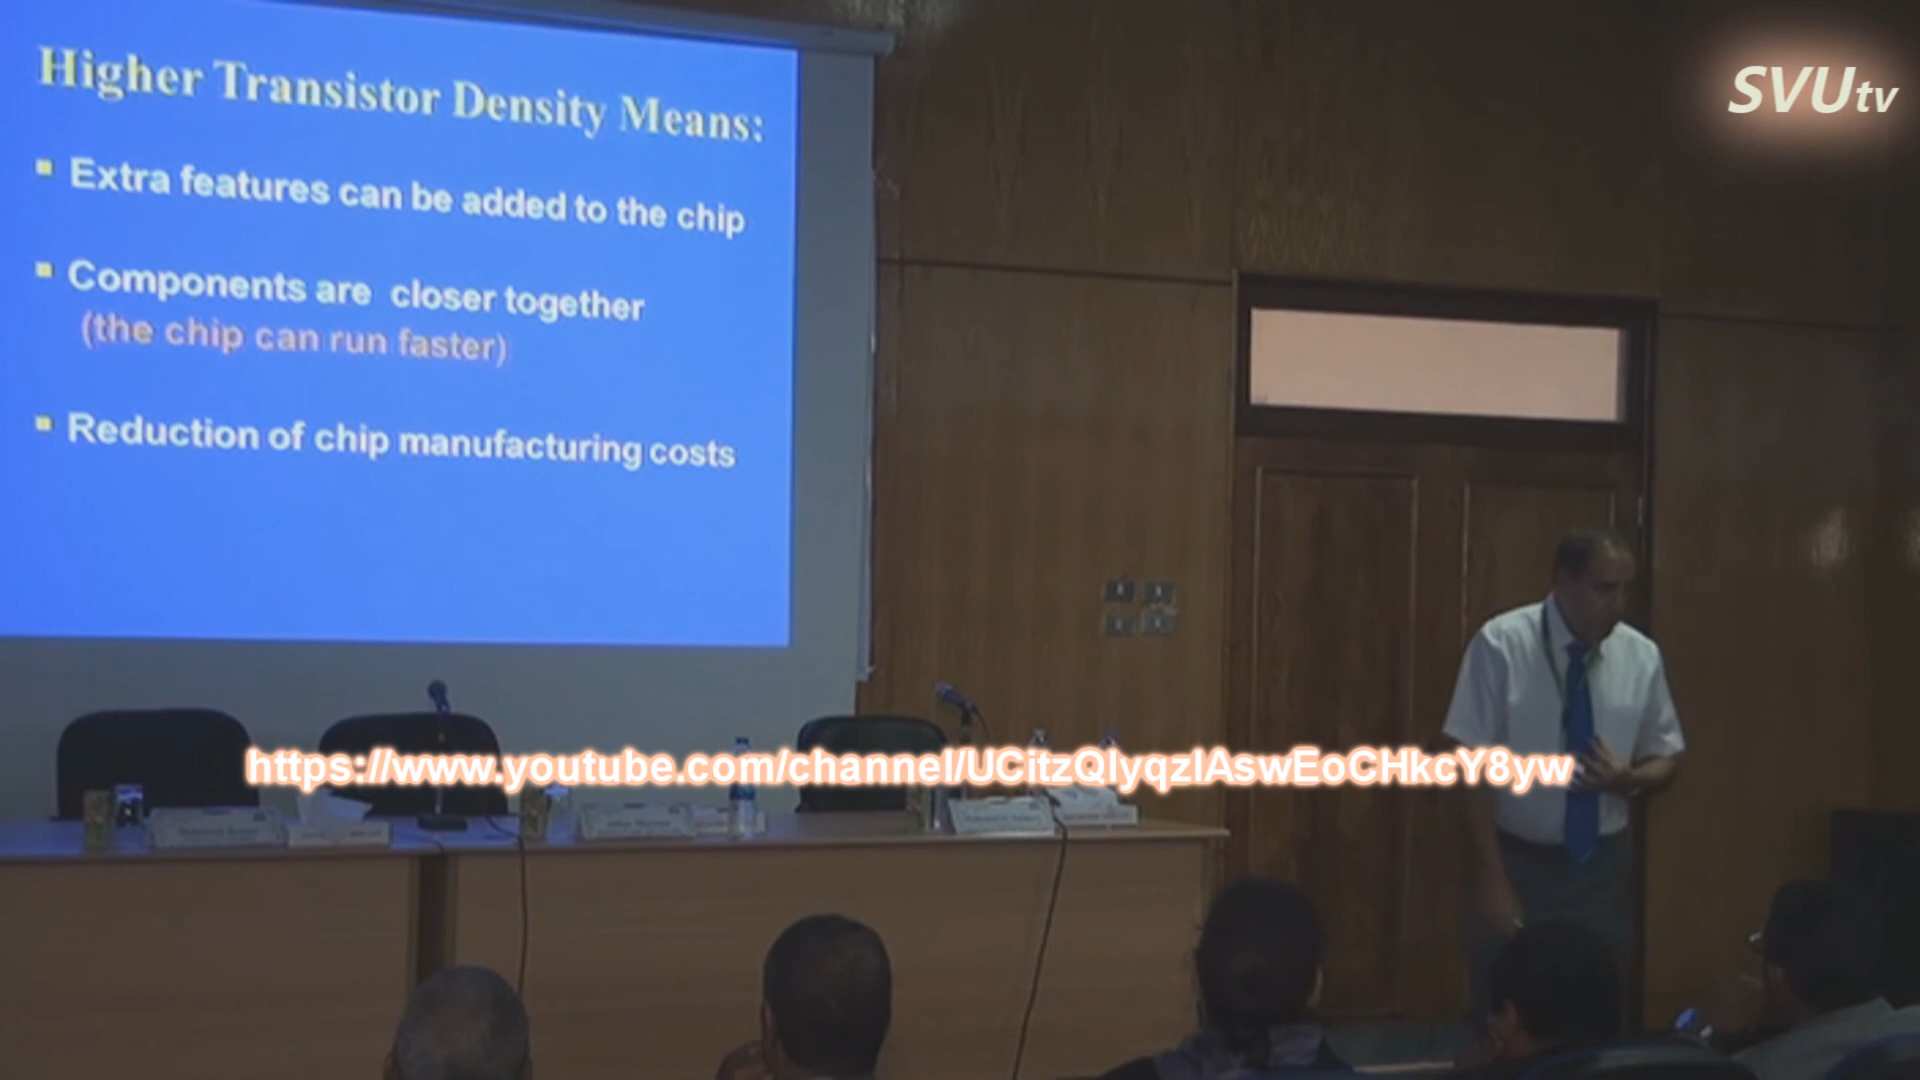 Higher Transistor Density Means:
Extra features can be added to the chip
Components are closer together
(the chip can run faster)
Reduction of chip manufacturing costs
SVUtv
https://www.youtube.com/channel/UCitzQlyqzlAswEoCHkcY8yw